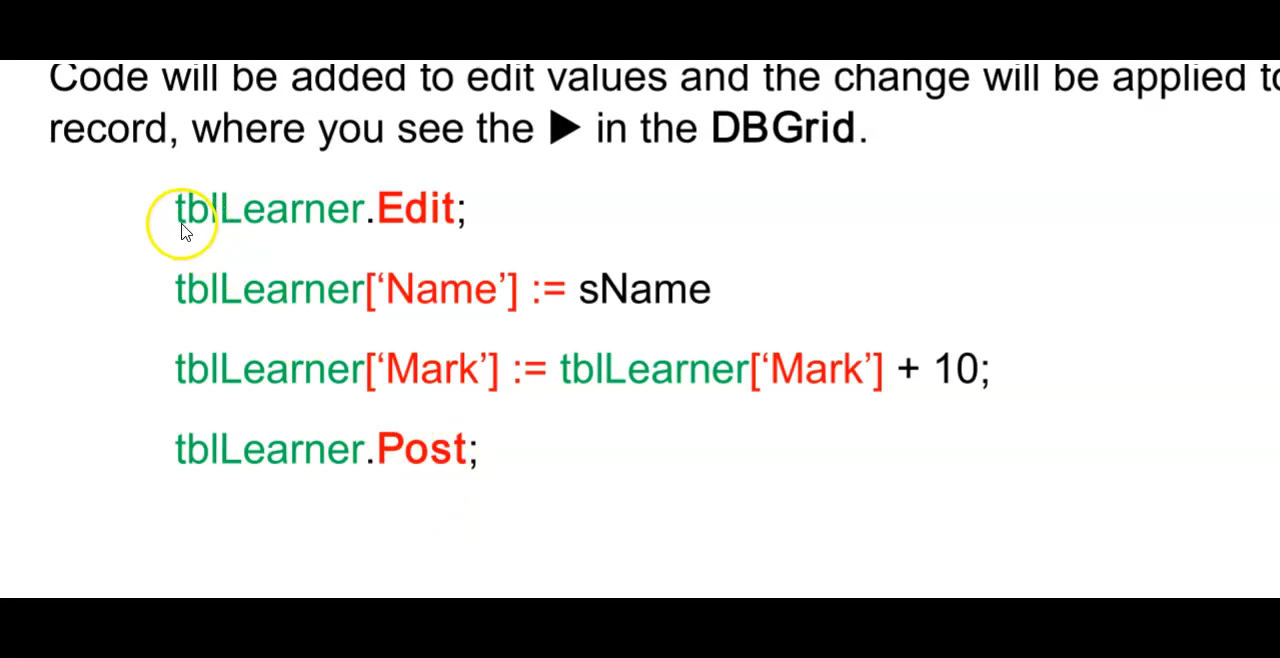 Code will be added to edit values and the change will be applied to
record, where you see the ▶ in the DBGrid.
tblLearner.Edit;
tblLearner[‘Name’] := sName
tblLearner[‘Mark’] := tblLearner[‘Mark’] + 10;
tblLearner.Post;